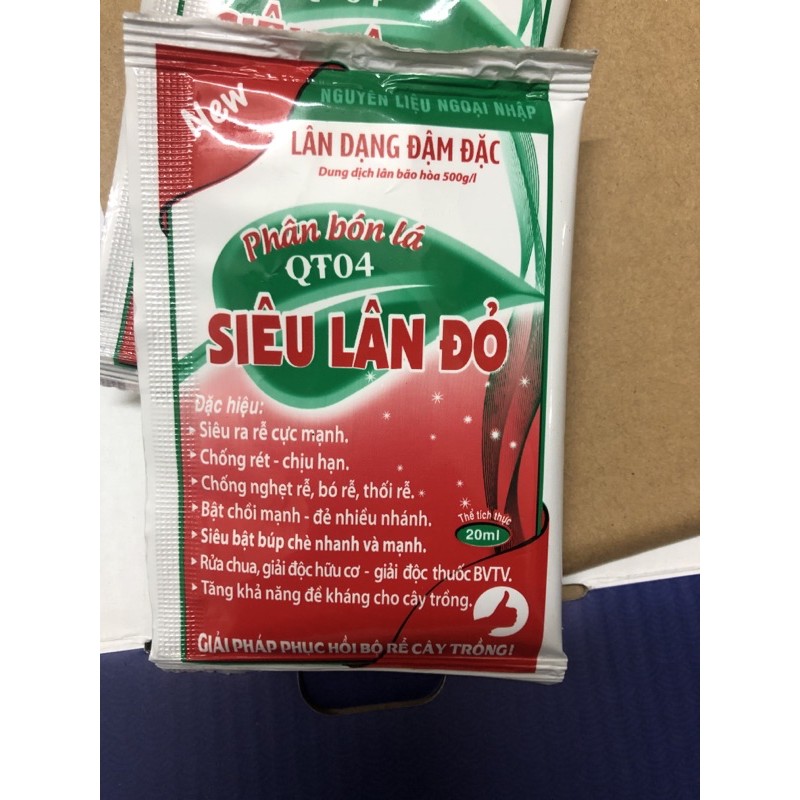 New
NGUYÊN LIỆU NGOẠI NHẬP
LÂN DẠNG ĐẬM ĐẶC
Dung dịch lân bão hòa 500g/l
Phân bón lá
QT04
SIÊU LÂN ĐỎ
Đặc hiệu:
Siêu ra rễ cực mạnh.
Chống rét - chịu hạn.
Chống nghẹt rễ, bó rễ, thối rễ.
Bật chồi mạnh - đẻ nhiều nhánh.
Siêu bật búp chè nhanh và mạnh.
Rửa chua, giải độc hữu cơ - giải độc thuốc BVTV.
Tăng khả năng đề kháng cho cây trồng.
Thể tích thực
20ml
GIẢI PHÁP PHỤC HỒI BỘ RỄ CÂY TRỒNG!